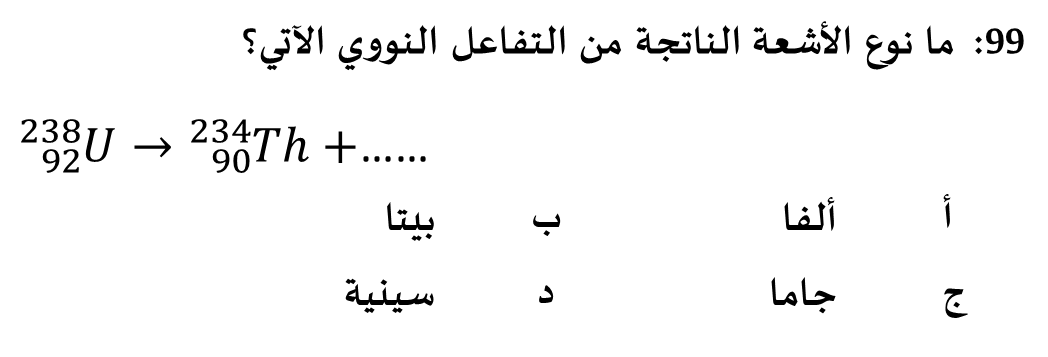 99: ما نوع الأشعة الناتجة من التفاعل النووي الآتي؟
$^{238}_{92}U \rightarrow {}^{234}_{90}Th + ......$
أ ألفا ب بيتا
ج جاما د سينية